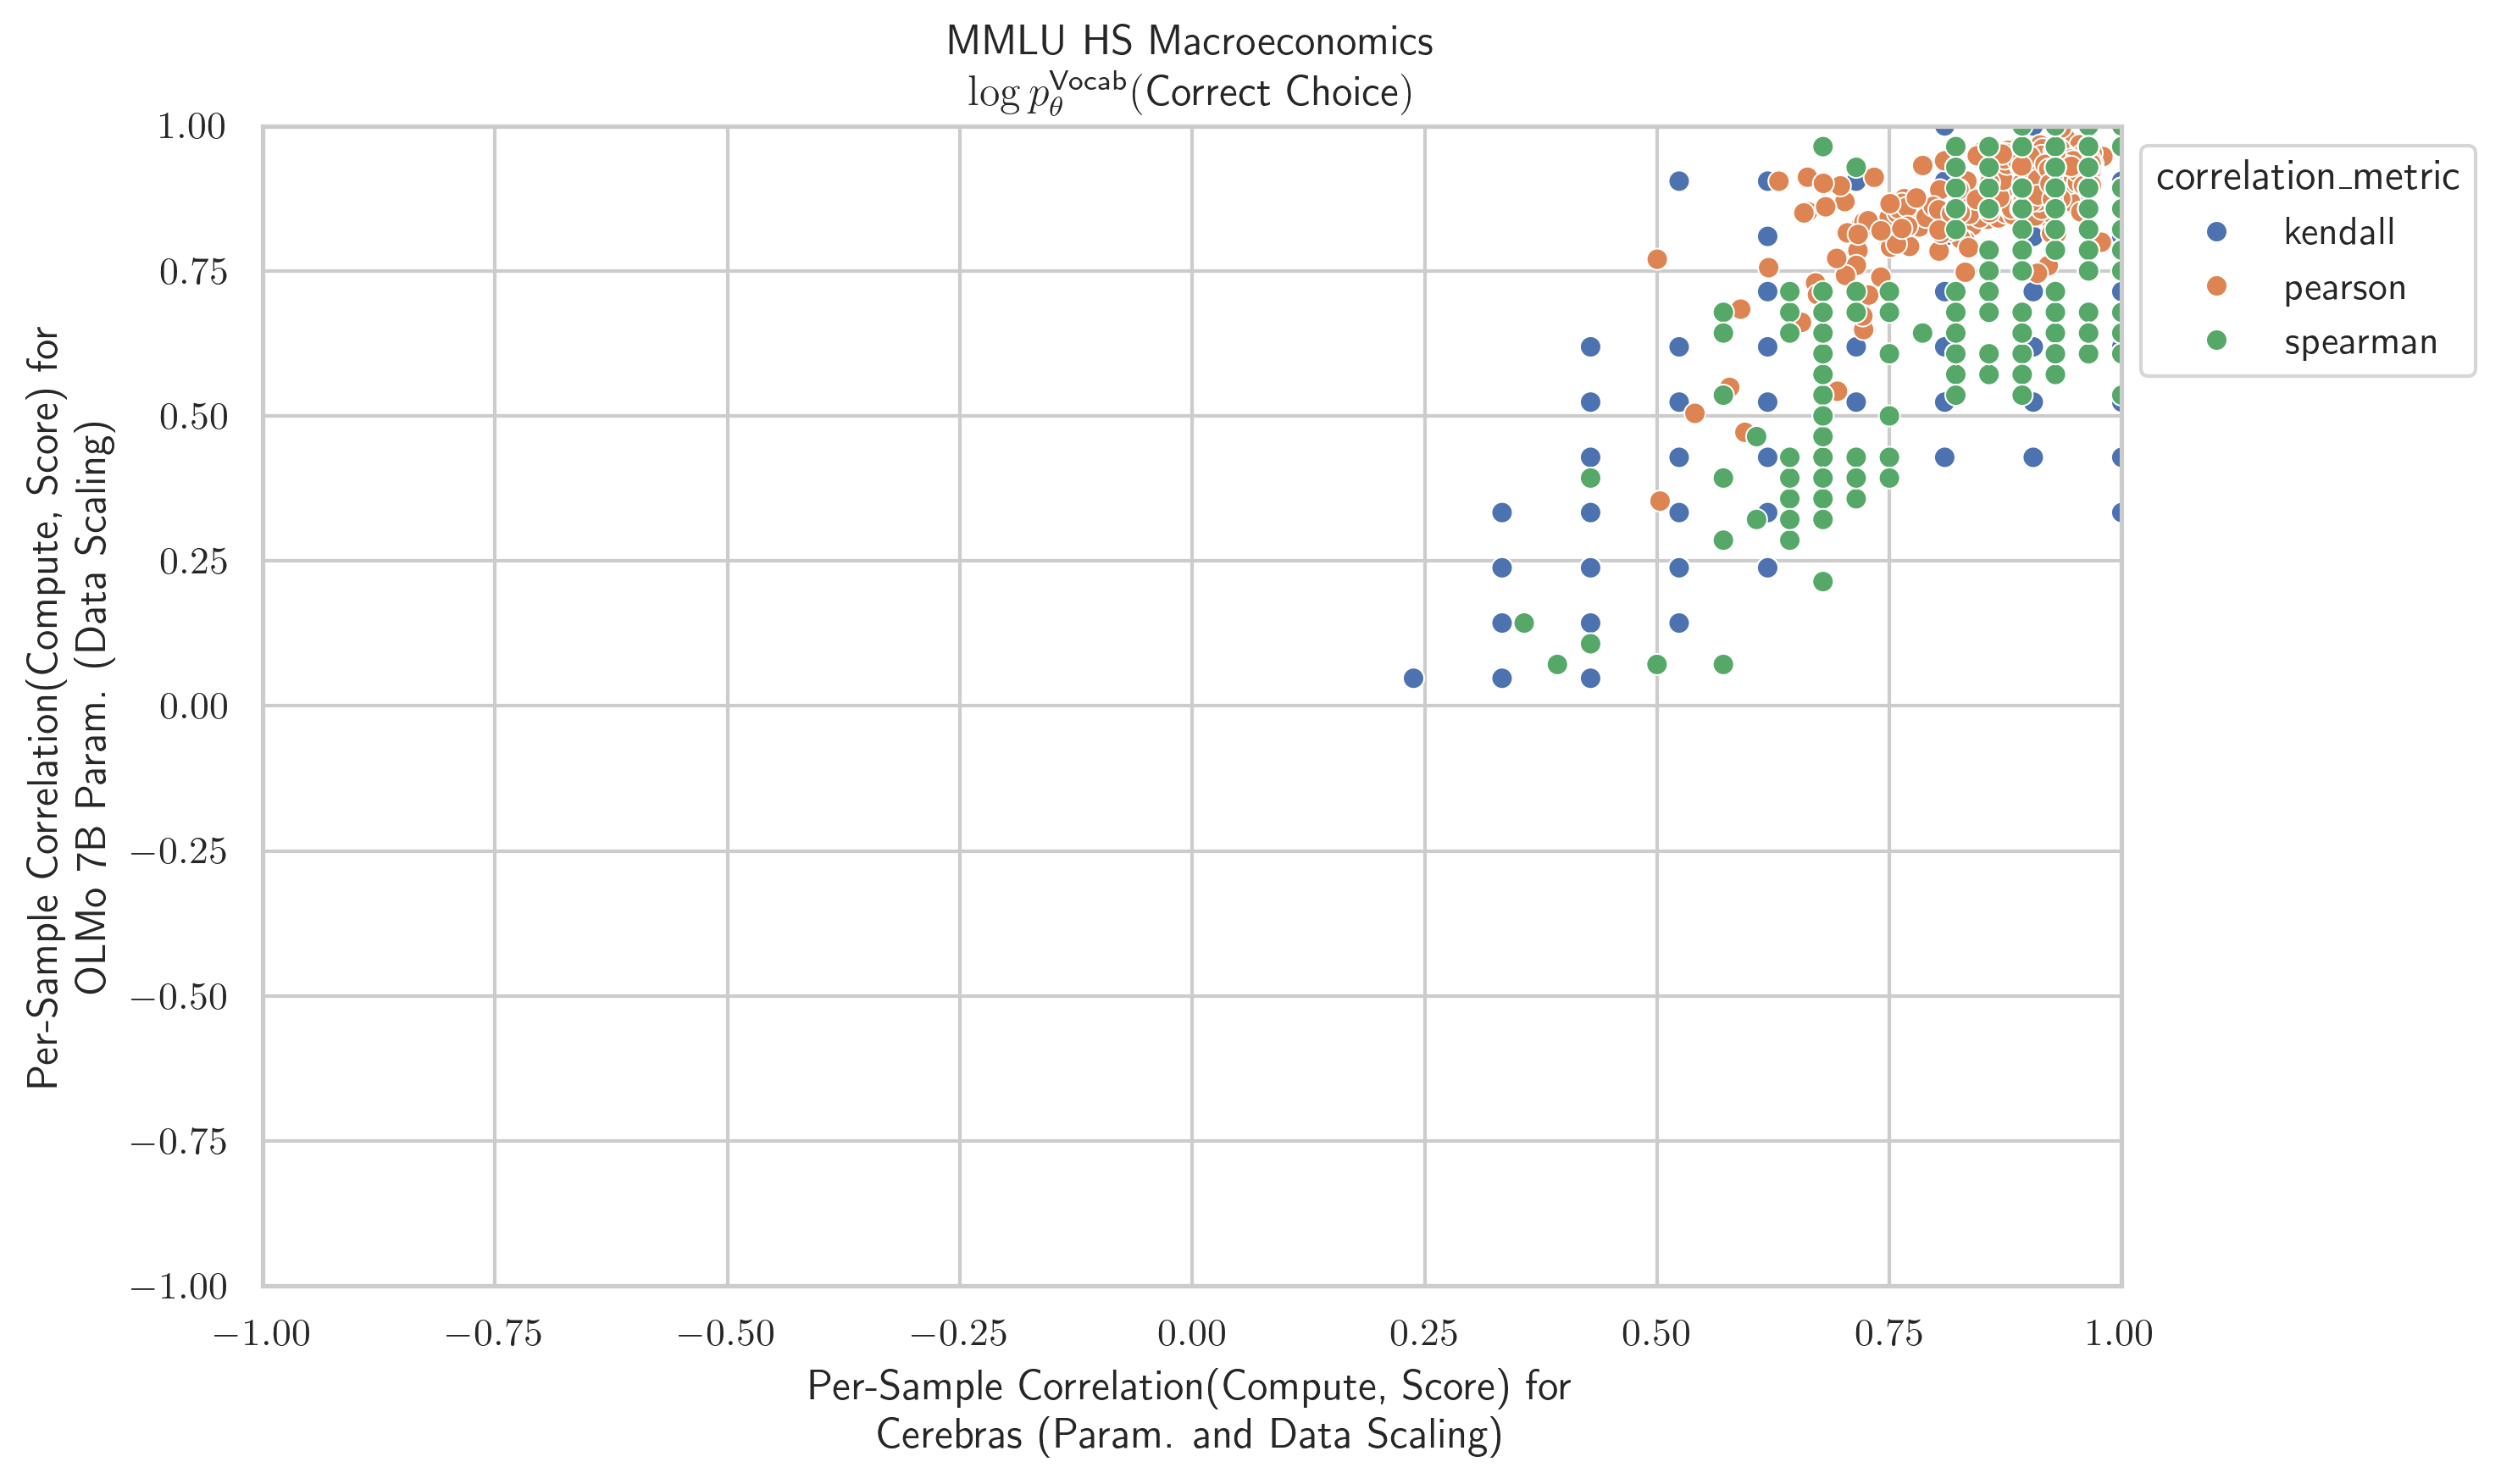 MMLU HS Macroeconomics
log p_θ^Vocab(Correct Choice)
1.00
0.75
0.50
0.25
0.00
−0.25
−0.50
−0.75
−1.00
Per-Sample Correlation(Compute, Score) for
OLMo 7B Param. (Data Scaling)
correlation_metric
kendall
pearson
spearman
−1.00 −0.75 −0.50 −0.25 0.00 0.25 0.50 0.75 1.00
Per-Sample Correlation(Compute, Score) for
Cerebras (Param. and Data Scaling)